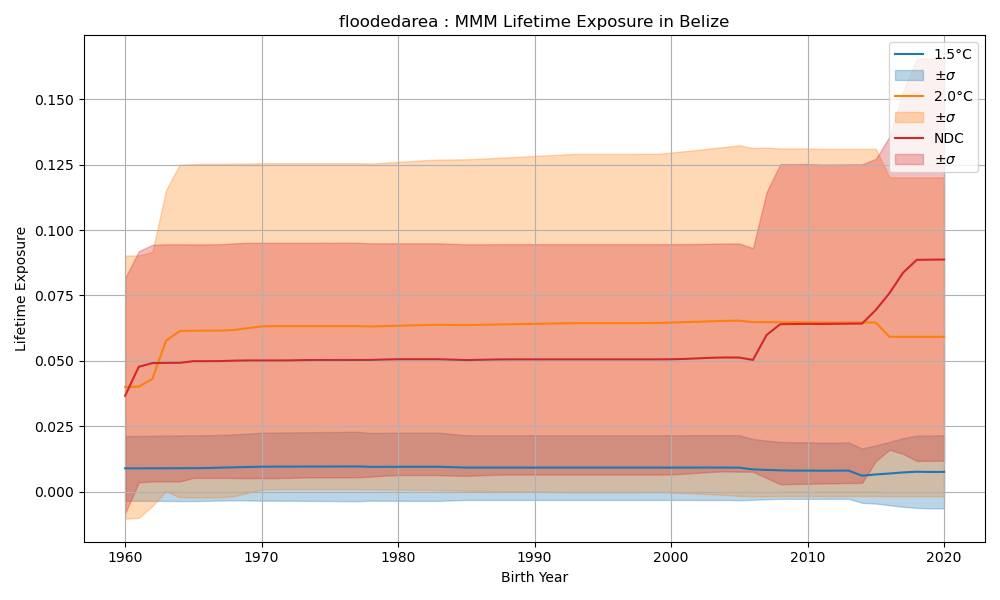 floodedarea : MMM Lifetime Exposure in Belize
1.5°C
±σ
2.0°C
±σ
NDC
±σ
Lifetime Exposure
0.150
0.125
0.100
0.075
0.050
0.025
0.000
1960
1970
1980
1990
2000
2010
2020
Birth Year